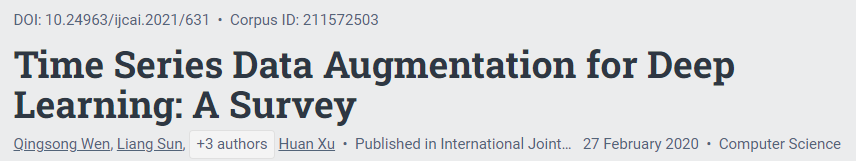 DOI: 10.24963/ijcai.2021/631 • Corpus ID: 211572503
Time Series Data Augmentation for Deep
Learning: A Survey
Qingsong Wen, Liang Sun, +3 authors Huan Xu • Published in International Joint… 27 February 2020 • Computer Science